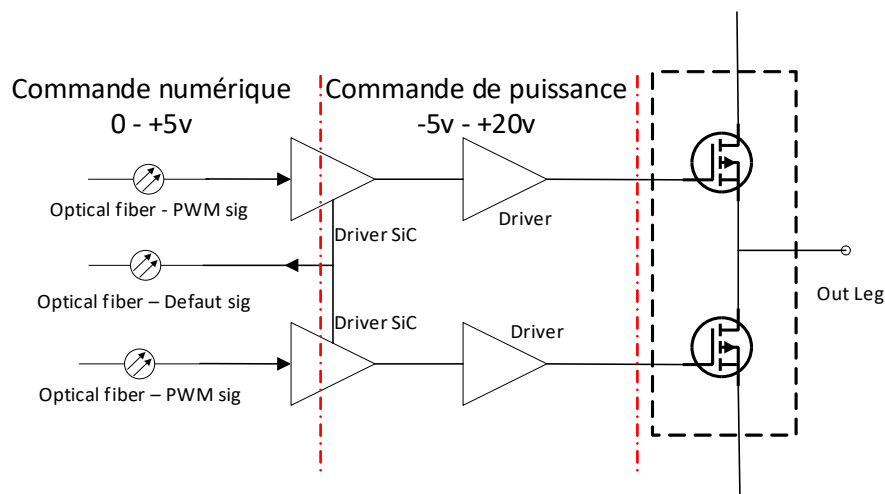 Commande numérique
0 - +5v
Commande de puissance
-5v - +20v
Optical fiber - PWM sig
Driver SiC
Driver
Optical fiber – Defaut sig
Out Leg
Driver SiC
Driver
Optical fiber – PWM sig